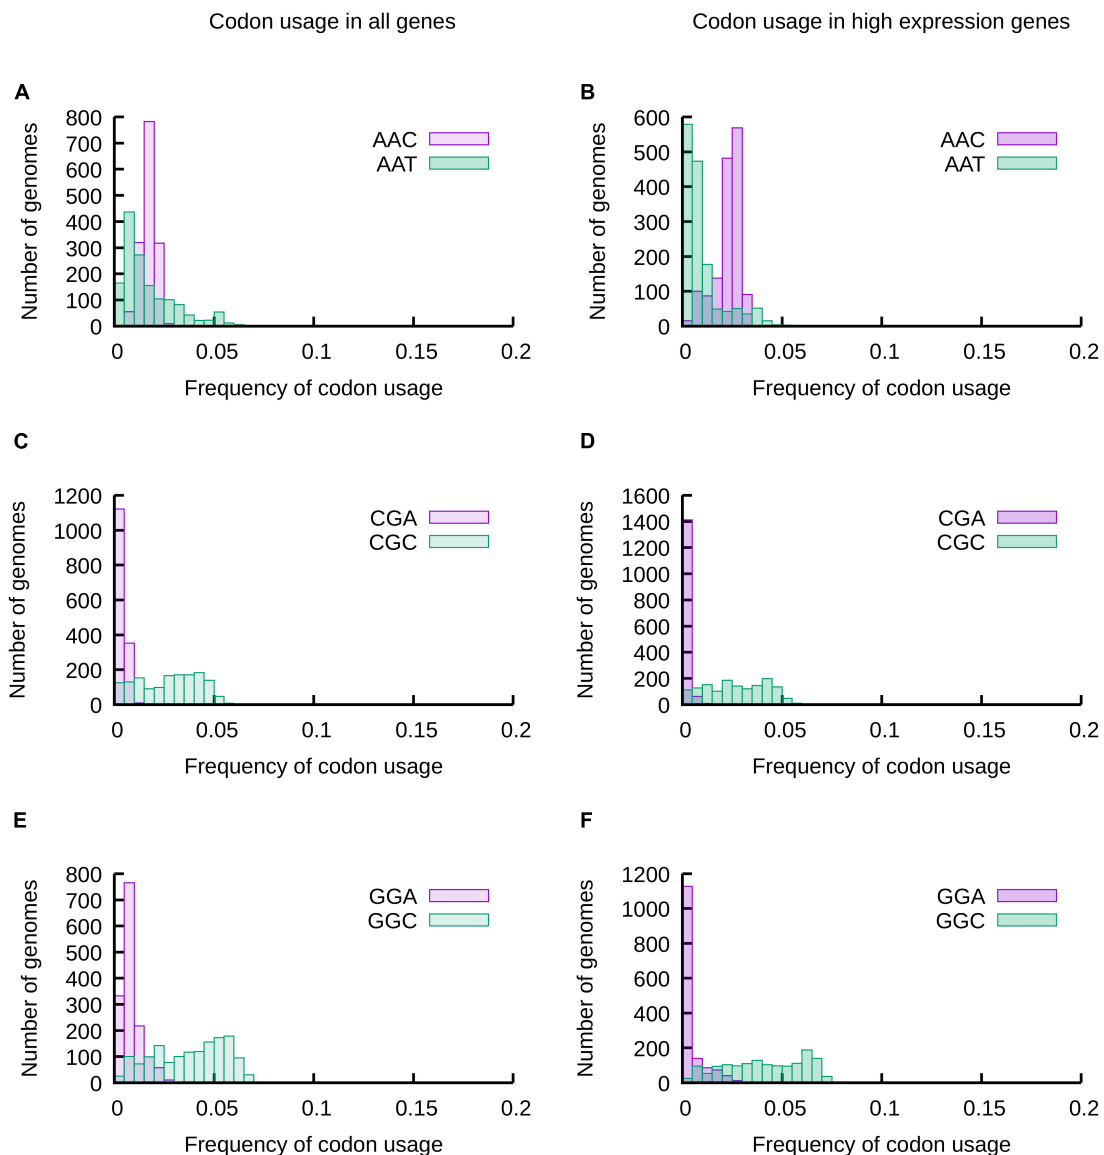 Codon usage in all genes
Codon usage in high expression genes
A
Number of genomes
800
700
600
500
400
300
200
100
0
AAC
AAT
0 0.05 0.1 0.15 0.2
Frequency of codon usage
B
Number of genomes
600
500
400
300
200
100
0
AAC
AAT
0 0.05 0.1 0.15 0.2
Frequency of codon usage
C
Number of genomes
1200
1000
800
600
400
200
0
CGA
CGC
0 0.05 0.1 0.15 0.2
Frequency of codon usage
D
Number of genomes
1600
1400
1200
1000
800
600
400
200
0
CGA
CGC
0 0.05 0.1 0.15 0.2
Frequency of codon usage
E
Number of genomes
800
700
600
500
400
300
200
100
0
GGA
GGC
0 0.05 0.1 0.15 0.2
Frequency of codon usage
F
Number of genomes
1200
1000
800
600
400
200
0
GGA
GGC
0 0.05 0.1 0.15 0.2
Frequency of codon usage